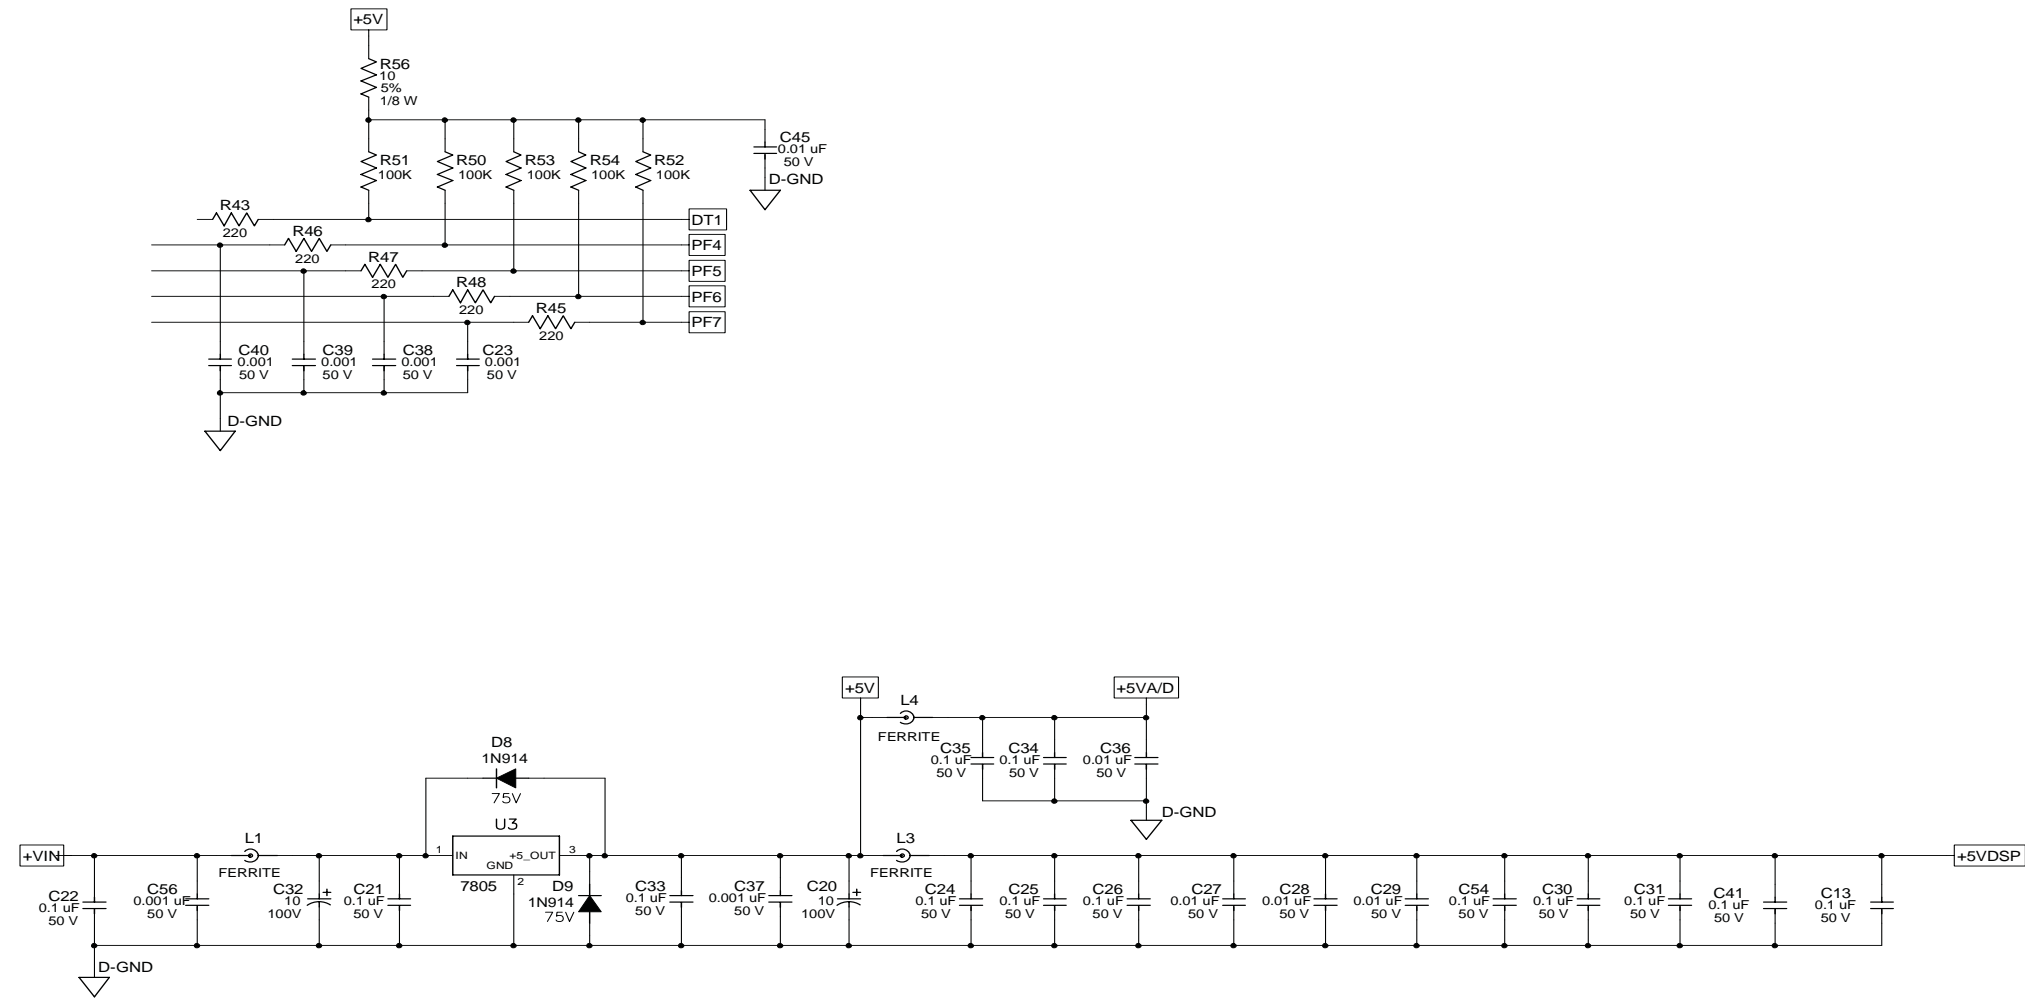 +5V
R56
10
5%
1/8 W
C45
0.01 uF
50 V
D-GND
R51
100K
R50
100K
R53
100K
R54
100K
R52
100K
R43
220
DT1
R46
220
PF4
R47
220
PF5
R48
220
PF6
R45
220
PF7
C40
0.001
50 V
C39
0.001
50 V
C38
0.001
50 V
C23
0.001
50 V
D-GND
+5V
+5VA/D
L4
FERRITE
C35
0.1 uF
50 V
C34
0.1 uF
50 V
C36
0.01 uF
50 V
D-GND
D8
1N914
75V
U3
1
IN
+5_OUT
3
GND
2
7805
+VIN
L1
FERRITE
L3
FERRITE
+5VDSP
C22
0.1 uF
50 V
C56
0.001 uF
50 V
C32
10
100V
+
C21
0.1 uF
50 V
D9
1N914
75V
C33
0.1 uF
50 V
C37
0.001 uF
50 V
C20
10
100V
+
C24
0.1 uF
50 V
C25
0.1 uF
50 V
C26
0.1 uF
50 V
C27
0.01 uF
50 V
C28
0.01 uF
50 V
C29
0.01 uF
50 V
C54
0.1 uF
50 V
C30
0.1 uF
50 V
C31
0.1 uF
50 V
C41
0.1 uF
50 V
C13
0.1 uF
50 V
D-GND